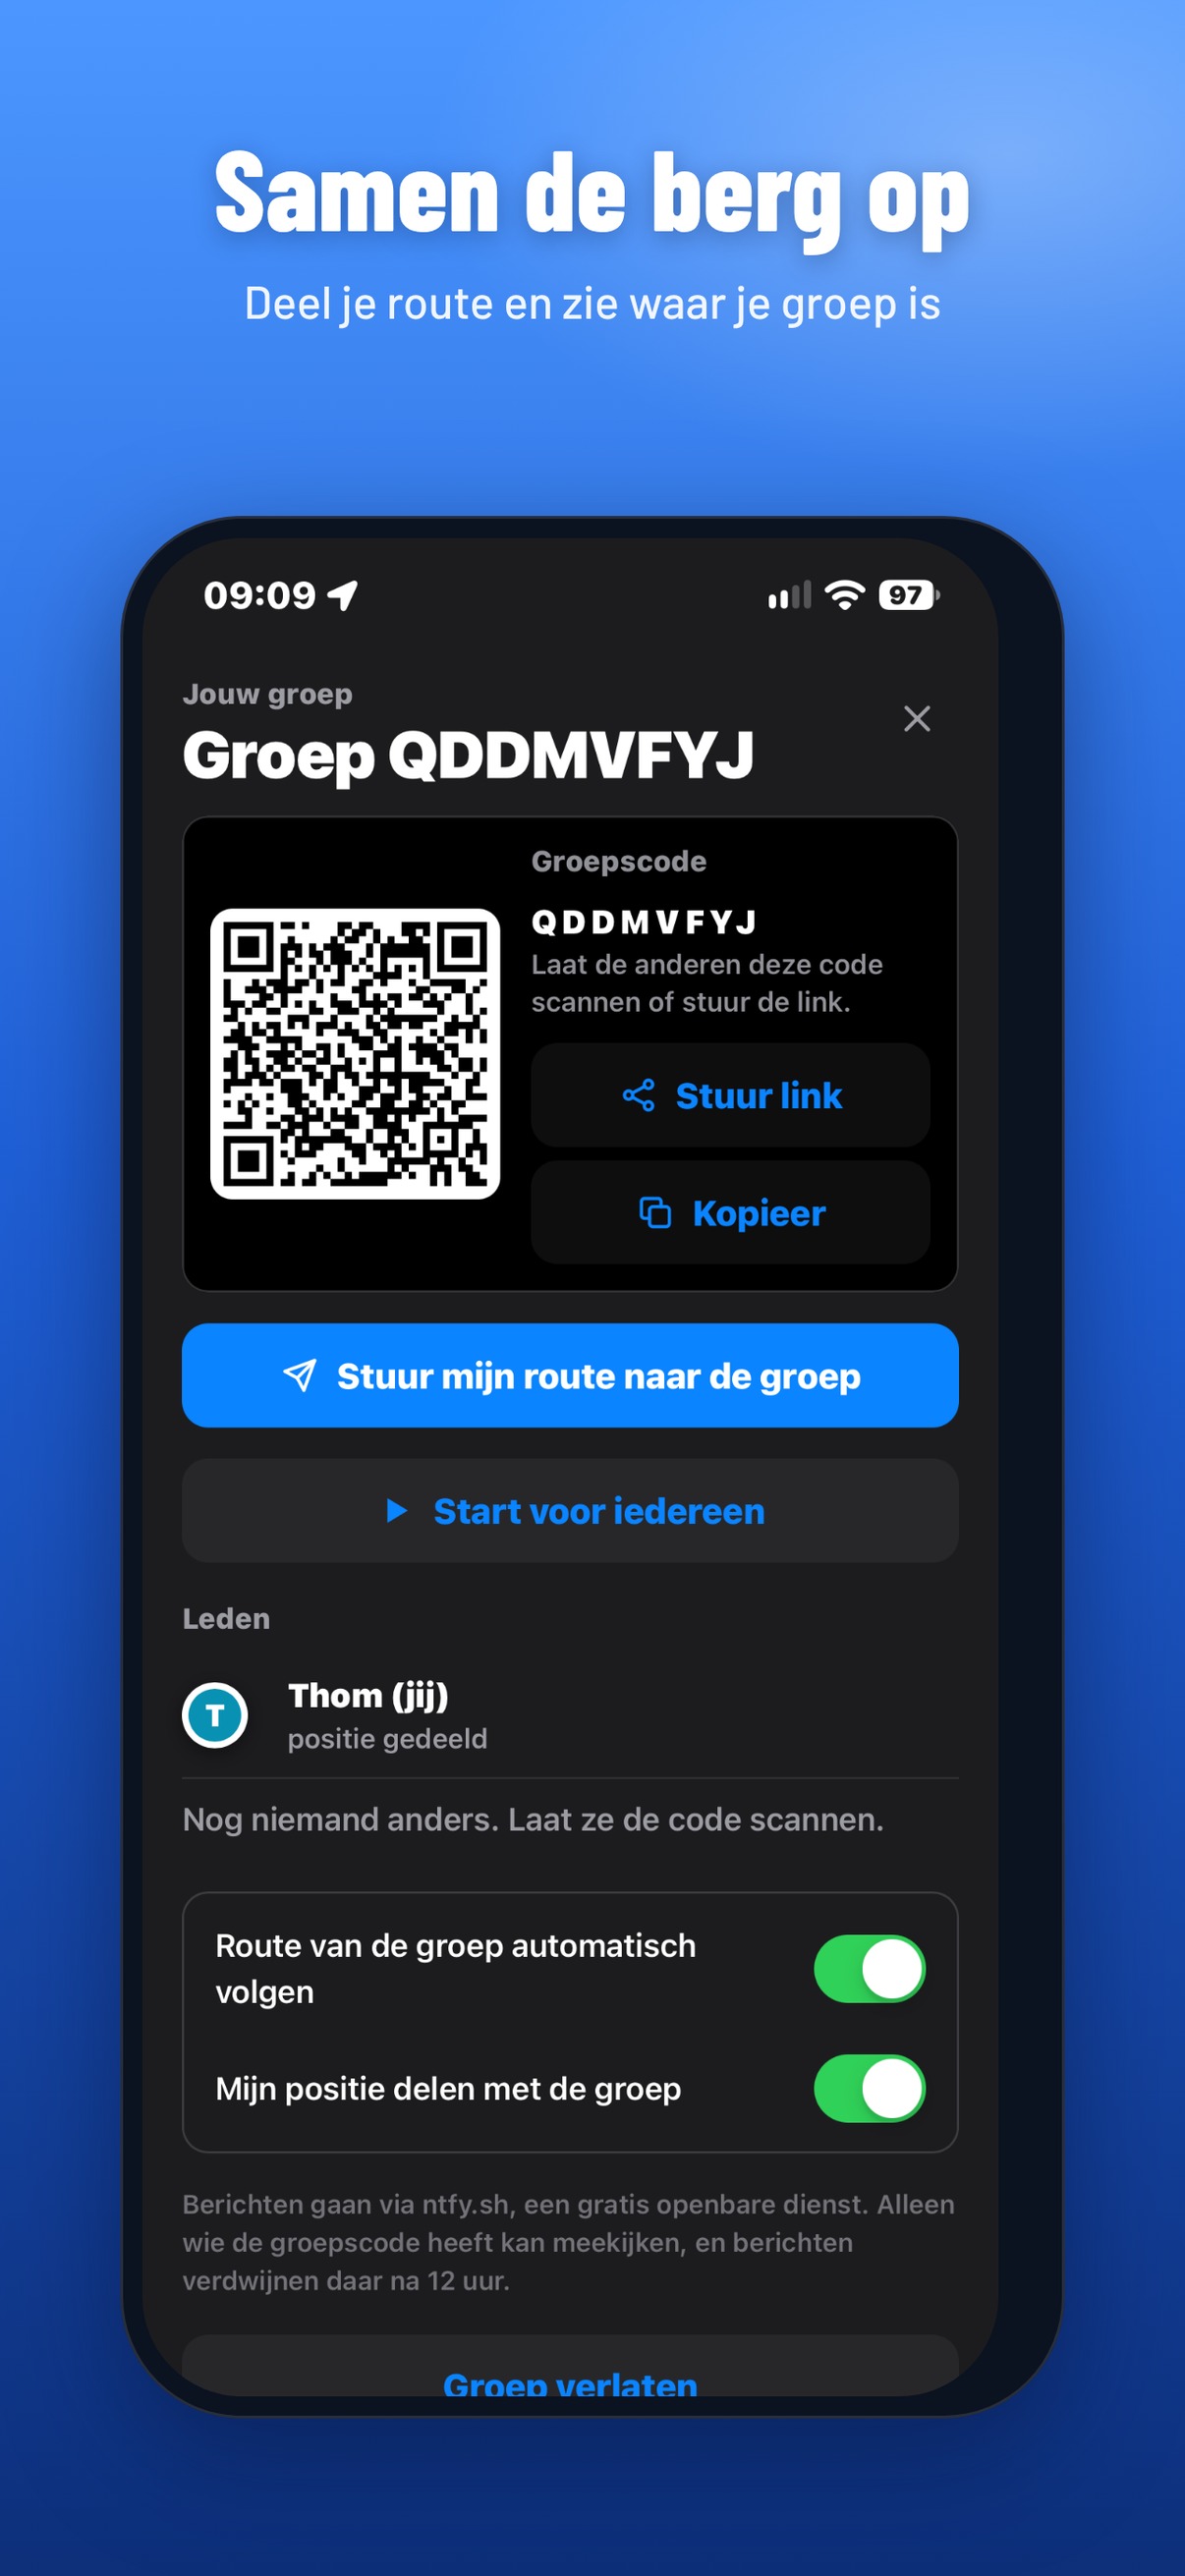 Samen de berg op
Deel je route en zie waar je groep is
09:09
97
Jouw groep
Groep QDDMVFYJ
Groepscode
QDDMVFYJ
Laat de anderen deze code
scannen of stuur de link.
Stuur link
Kopieer
Stuur mijn route naar de groep
Start voor iedereen
Leden
T
Thom (jij)
positie gedeeld
Nog niemand anders. Laat ze de code scannen.
Route van de groep automatisch
volgen
Mijn positie delen met de groep
Berichten gaan via ntfy.sh, een gratis openbare dienst. Alleen
wie de groepscode heeft kan meekijken, en berichten
verdwijnen daar na 12 uur.
Groep verlaten